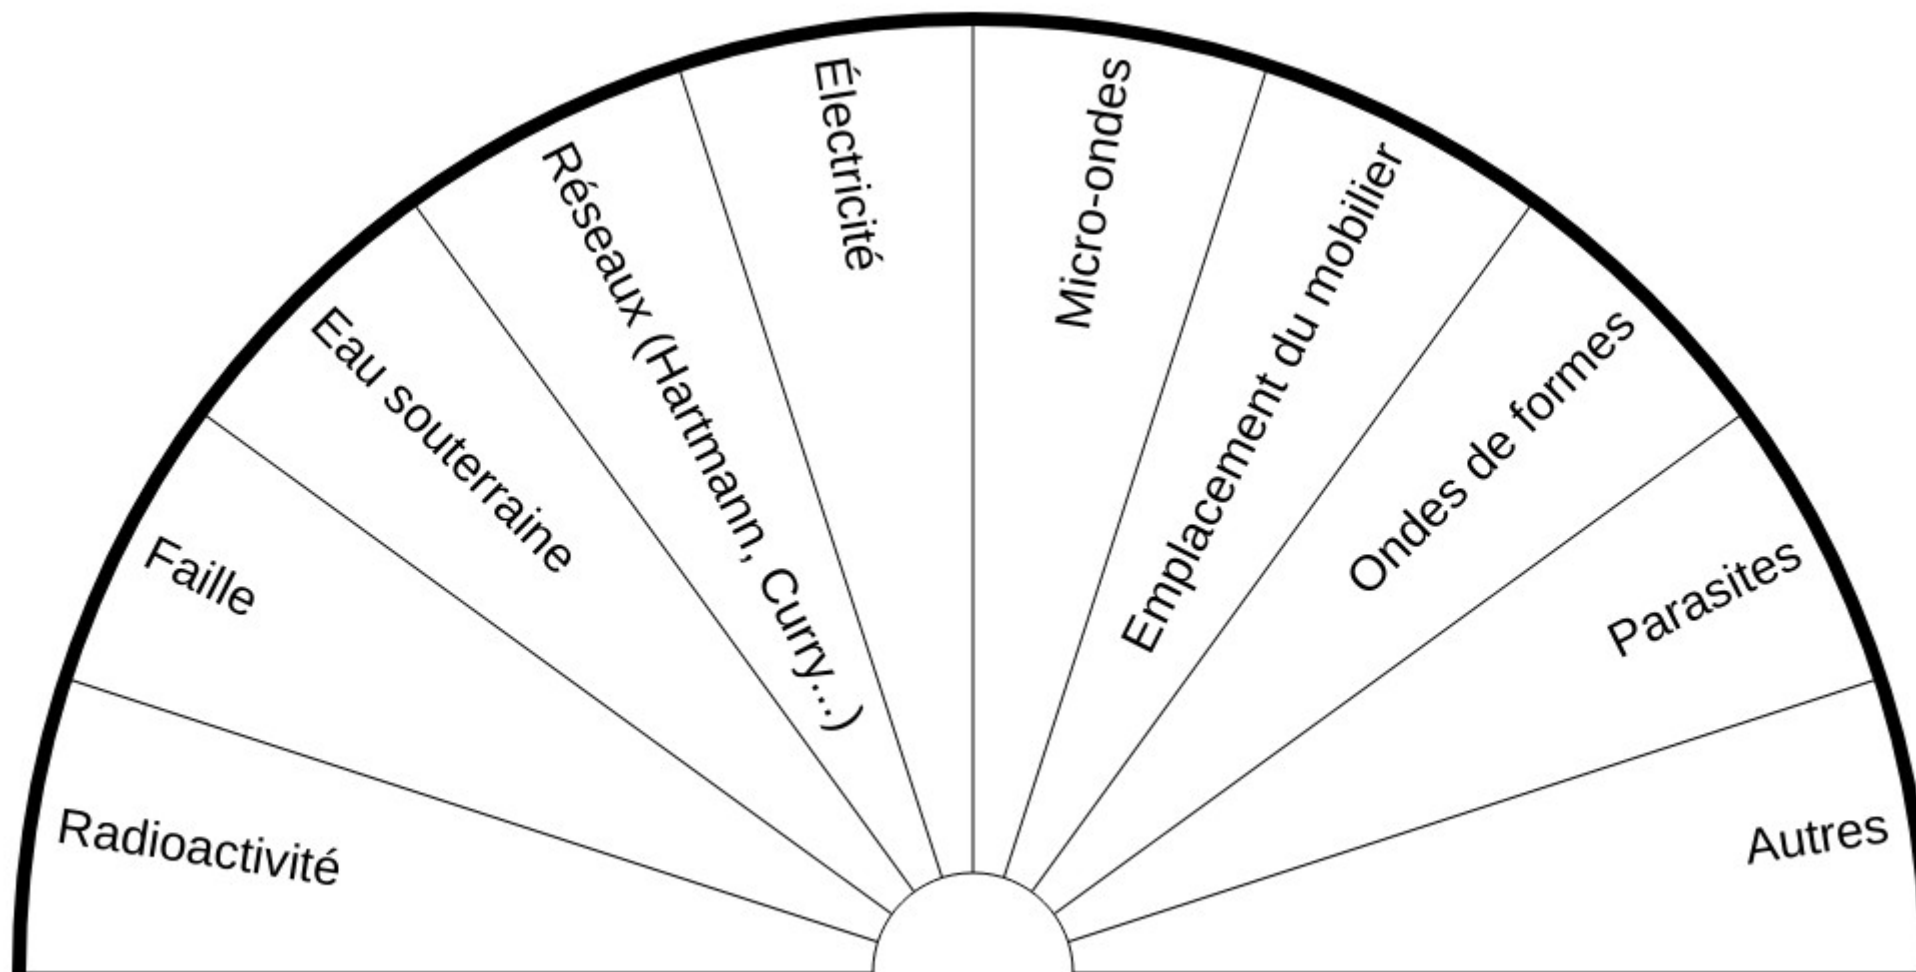 Radioactivité
Faille
Eau souterraine
Réseaux (Hartmann, Curry...)
Électricité
Micro-ondes
Emplacement du mobilier
Ondes de formes
Parasites
Autres